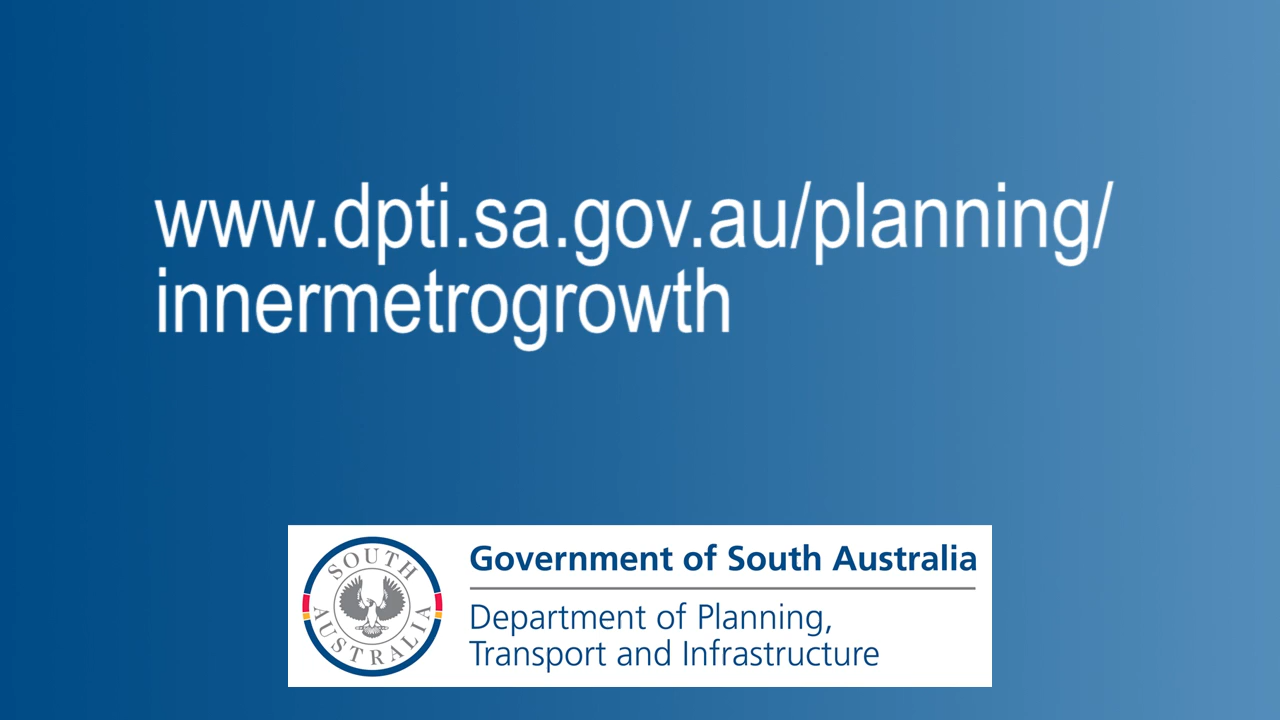 www.dpti.sa.gov.au/planning/
innermetrogrowth
SOUTH
AUSTRALIA
Government of South Australia
Department of Planning,
Transport and Infrastructure